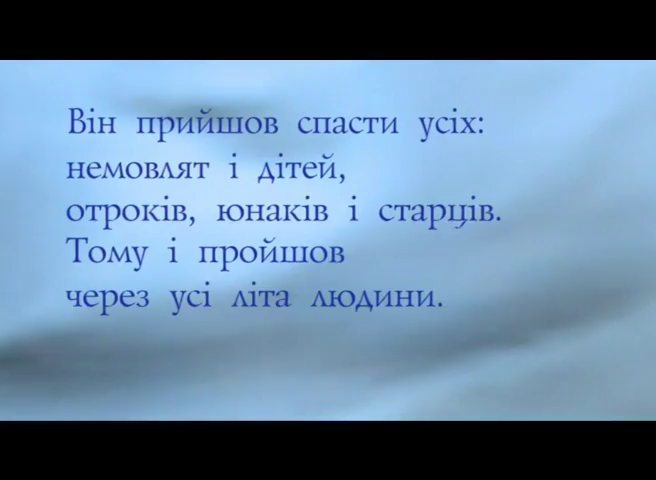 Він прийшов спасти усіх:
немовлят і дітей,
отроків, юнаків і старців.
Тому і пройшов
через усі літа людини.